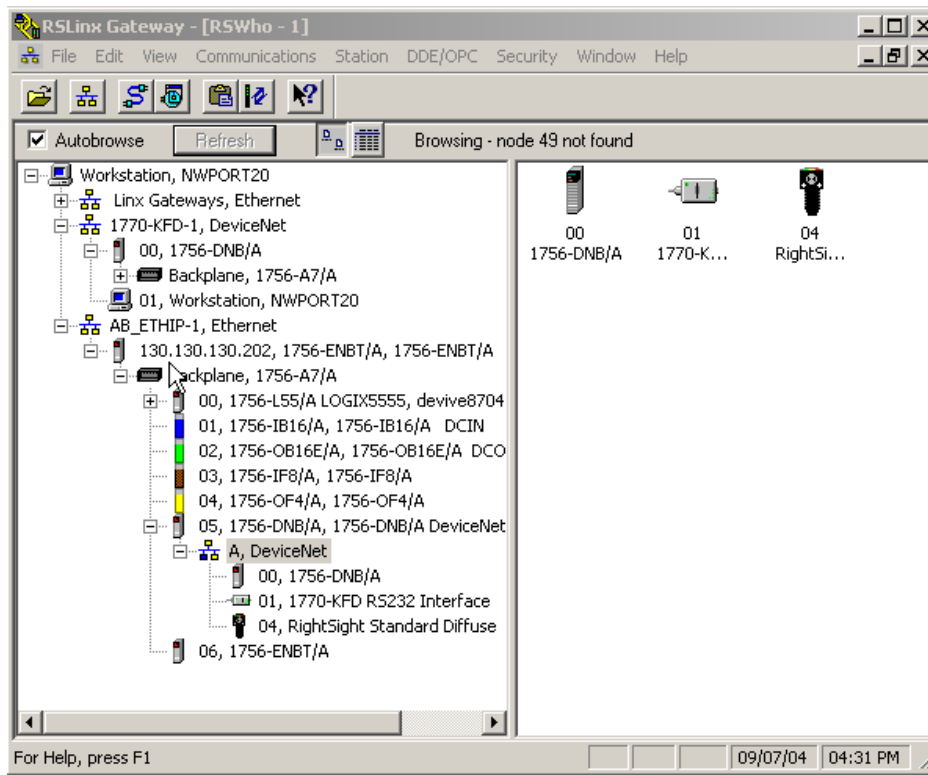 RSLinx Gateway - [RSWho - 1]
File Edit View Communications Station DDE/OPC Security Window Help
Autobrowse Refresh Browsing - node 49 not found
Workstation, NWPORT20
Linx Gateways, Ethernet
1770-KFD-1, DeviceNet
00, 1756-DNB/A
Backplane, 1756-A7/A
01, Workstation, NWPORT20
AB_ETHIP-1, Ethernet
130.130.130.202, 1756-ENBT/A, 1756-ENBT/A
ackplane, 1756-A7/A
00, 1756-L55/A LOGIX5555, devive8704
01, 1756-IB16/A, 1756-IB16/A DCIN
02, 1756-OB16E/A, 1756-OB16E/A DCO
03, 1756-IF8/A, 1756-IF8/A
04, 1756-OF4/A, 1756-OF4/A
05, 1756-DNB/A, 1756-DNB/A DeviceNet
A, DeviceNet
00, 1756-DNB/A
01, 1770-KFD RS232 Interface
04, RightSight Standard Diffuse
06, 1756-ENBT/A
00
1756-DNB/A
01
1770-K...
04
RightSi...
For Help, press F1 09/07/04 04:31 PM